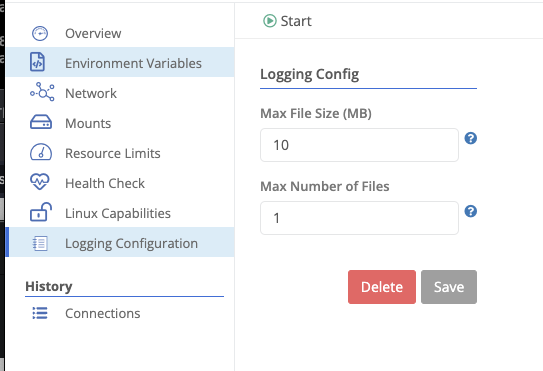 Overview
Environment Variables
Network
Mounts
Resource Limits
Health Check
Linux Capabilities
Logging Configuration
History
Connections
Start
Logging Config
Max File Size (MB)
10
?
Max Number of Files
1
?
Delete
Save